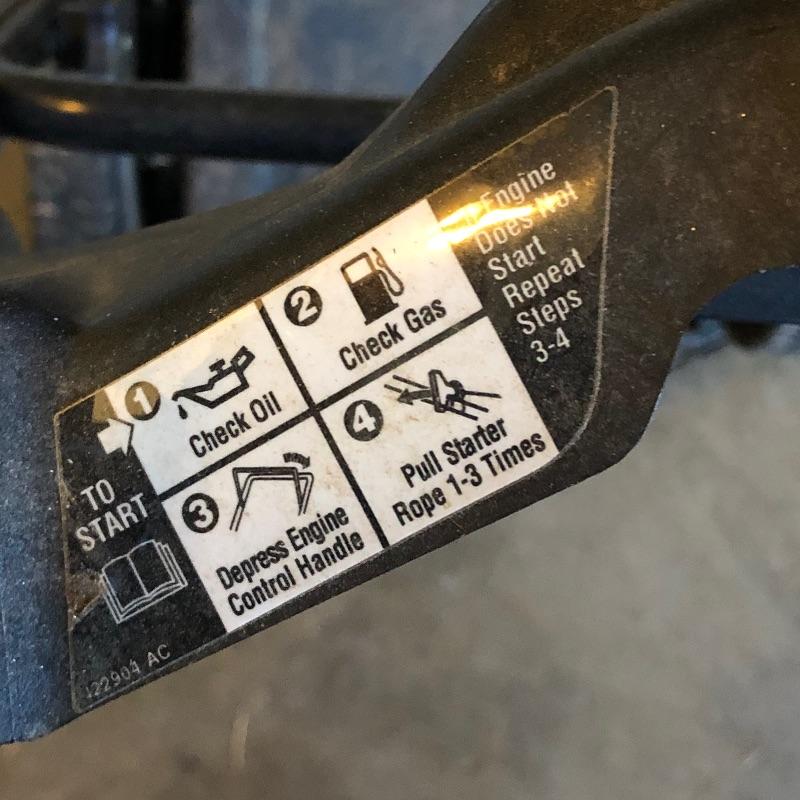 TO
START
1
Check Oil
2
Check Gas
3
Depress Engine
Control Handle
4
Pull Starter
Rope 1-3 Times
Engine
Does Not
Start
Repeat
Steps
3-4
AC